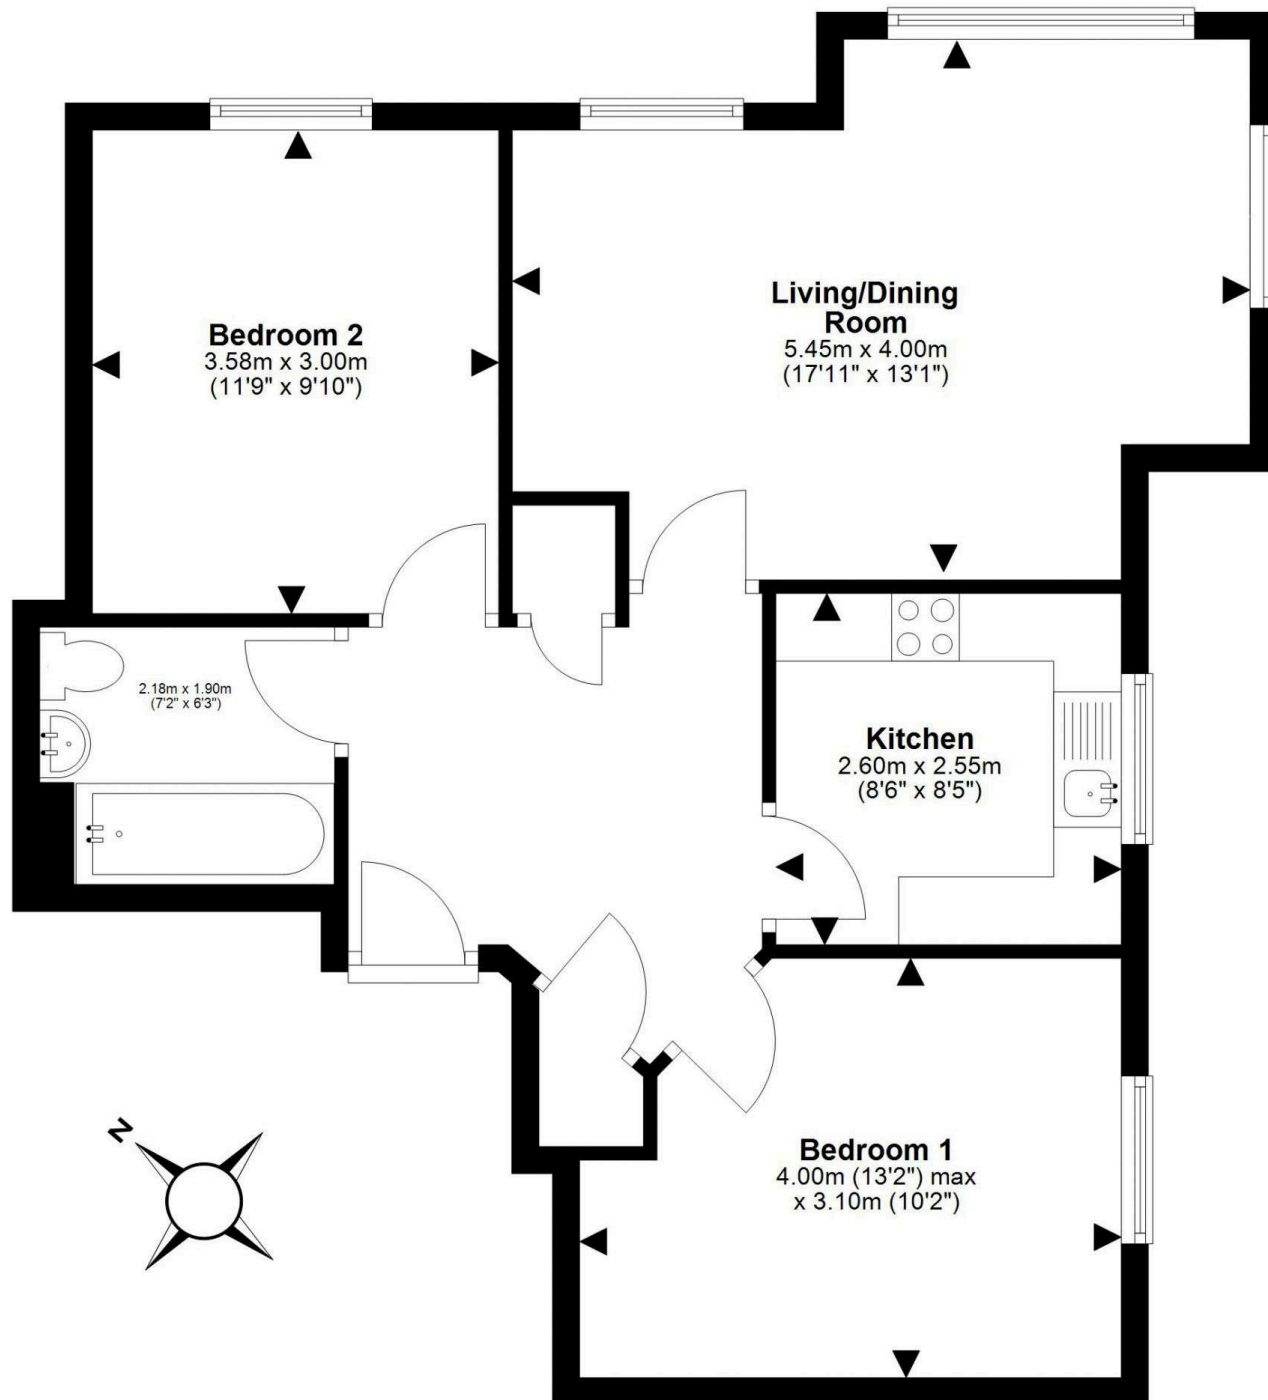 Living/Dining
Room
5.45m x 4.00m
(17'11" x 13'1")
Bedroom 2
3.58m x 3.00m
(11'9" x 9'10")
2.18m x 1.90m
(7'2" x 6'3")
Kitchen
2.60m x 2.55m
(8'6" x 8'5")
Bedroom 1
4.00m (13'2") max
x 3.10m (10'2")
N